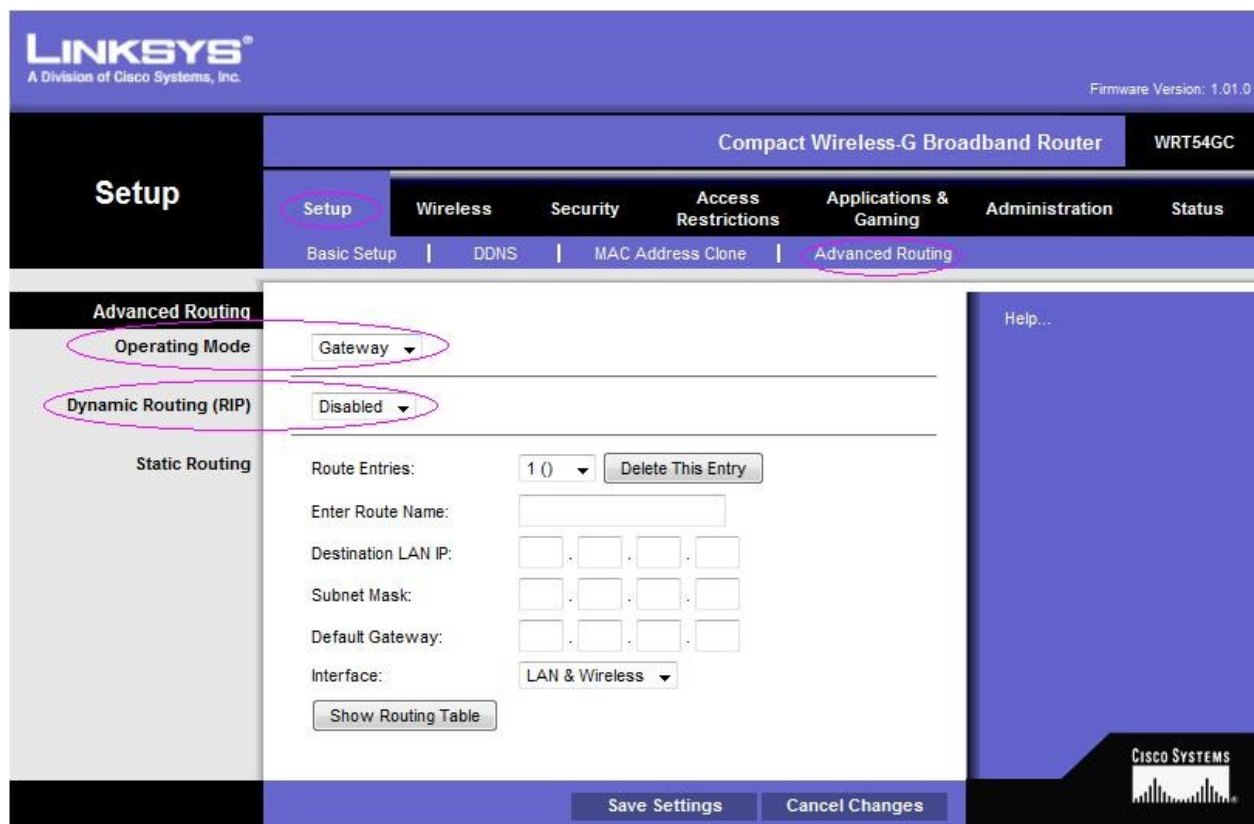 LINKSYS®
A Division of Cisco Systems, Inc.
Firmware Version: 1.01.0
Compact Wireless-G Broadband Router
WRT54GC
Setup
Setup
Wireless
Security
Access Restrictions
Applications & Gaming
Administration
Status
Basic Setup | DDNS | MAC Address Clone | Advanced Routing
Advanced Routing
Operating Mode
Gateway
Dynamic Routing (RIP)
Disabled
Static Routing
Route Entries: 1 () Delete This Entry
Enter Route Name:
Destination LAN IP: . . .
Subnet Mask: . . .
Default Gateway: . . .
Interface: LAN & Wireless
Show Routing Table
Help...
Save Settings
Cancel Changes
CISCO SYSTEMS